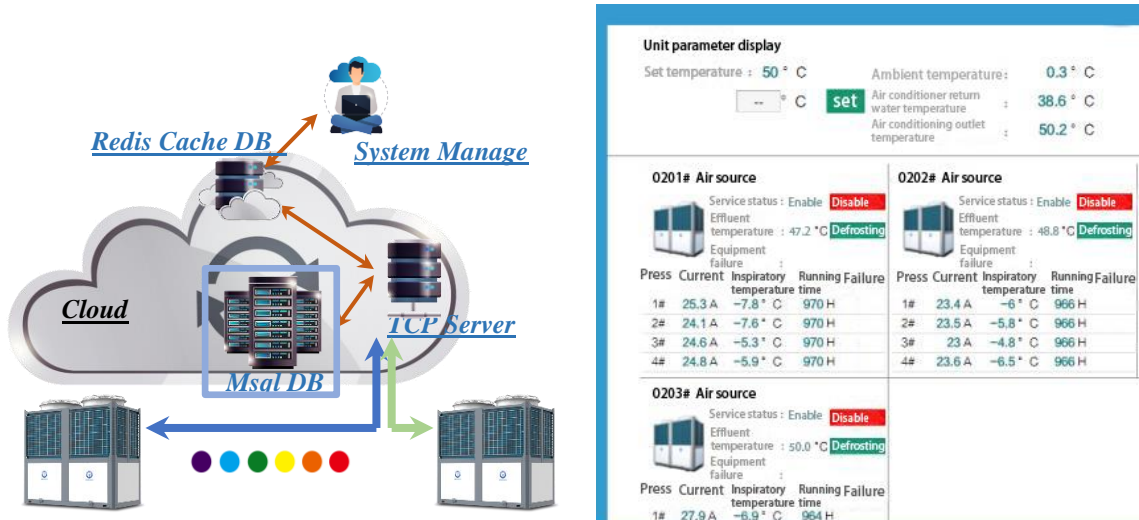 Redis Cache DB
System Manage
Cloud
TCP Server
Msal DB
Unit parameter display
Set temperature : 50 ° C
Ambient temperature: 0.3 ° C
-- ° C set
Air conditioner return
water temperature : 38.6 ° C
Air conditioning outlet
temperature : 50.2 ° C
0201# Air source
Service status : Enable Disable
Effluent
temperature : 47.2 °C Defrosting
Equipment
failure :
Press Current Inspiratory Running Failure
temperature time
1# 25.3 A -7.8 ° C 970 H
2# 24.1 A -7.6 ° C 970 H
3# 24.6 A -5.3 ° C 970 H
4# 24.8 A -5.9 ° C 970 H
0202# Air source
Service status : Enable Disable
Effluent
temperature : 48.8 °C Defrosting
Equipment
failure :
Press Current Inspiratory Running Failure
temperature time
1# 23.4 A -6 ° C 966 H
2# 23.5 A -5.8 ° C 966 H
3# 23 A -4.8 ° C 966 H
4# 23.6 A -6.5 ° C 966 H
0203# Air source
Service status : Enable Disable
Effluent
temperature : 50.0 °C Defrosting
Equipment
failure :
Press Current Inspiratory Running Failure
temperature time
1# 27.9 A -6.9 ° C 964 H